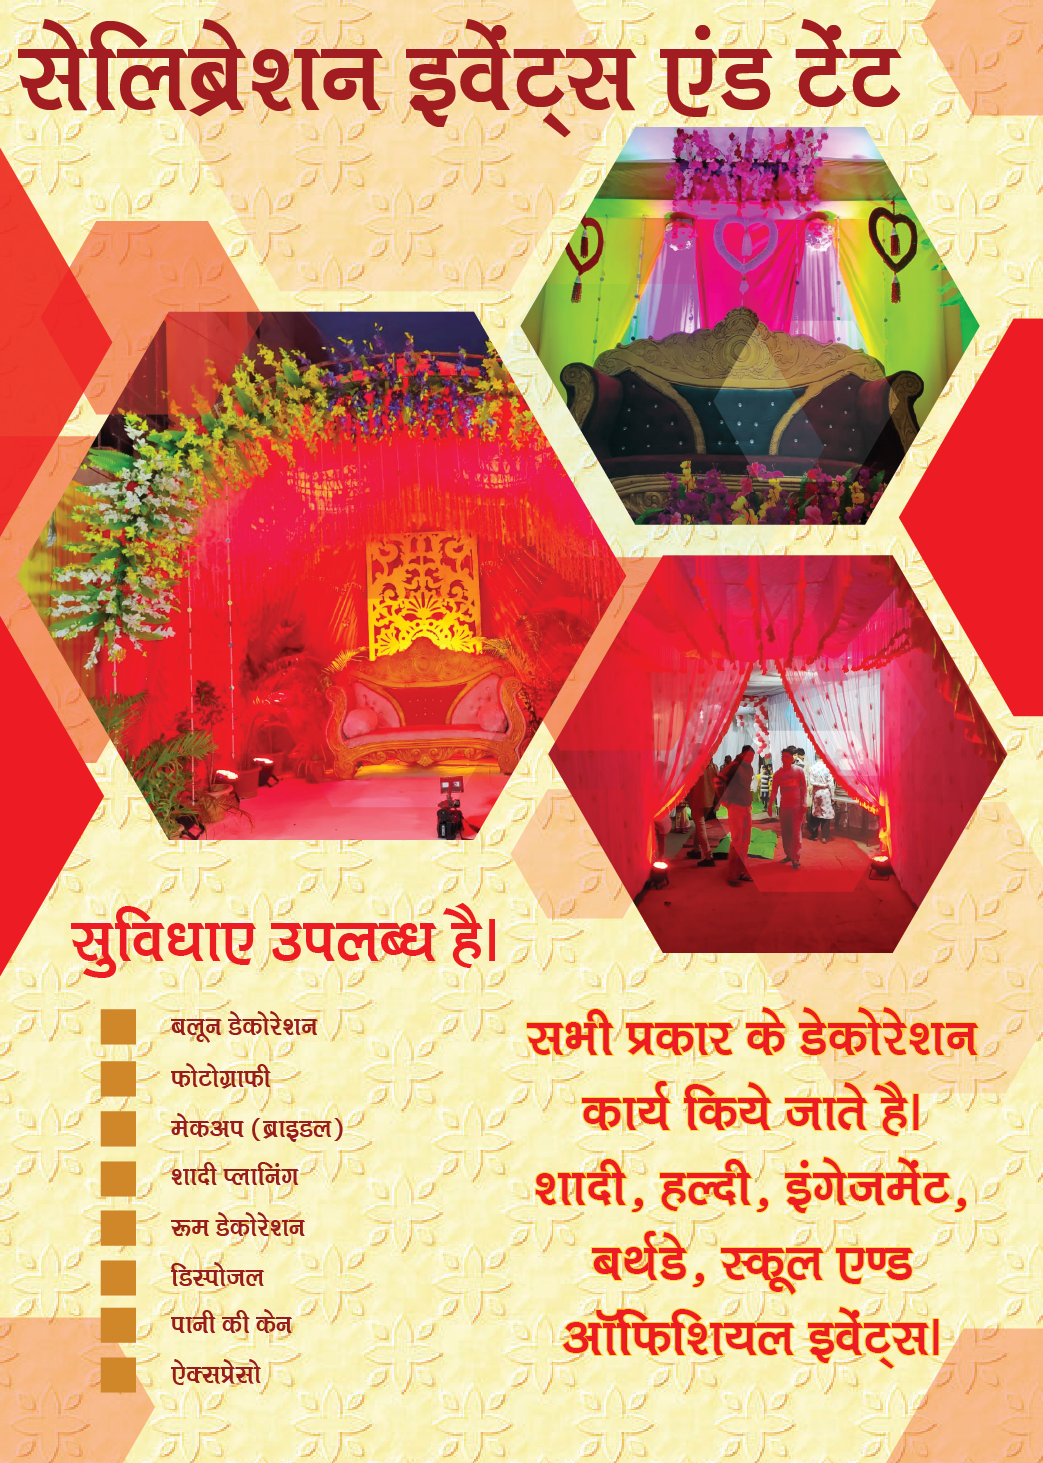 सेलिब्रेशन इवेंट्स एंड टेंट
सुविधाए उपलब्ध है।
बलून डेकोरेशन
फोटोग्राफी
मेकअप (ब्राइडल)
शादी प्लानिंग
रूम डेकोरेशन
डिस्पोजल
पानी की केन
ऐक्सप्रेसो
सभी प्रकार के डेकोरेशन
कार्य किये जाते है।
शादी, हल्दी, इंगेजमेंट,
बर्थडे, स्कूल एण्ड
ऑफिशियल इवेंट्स।